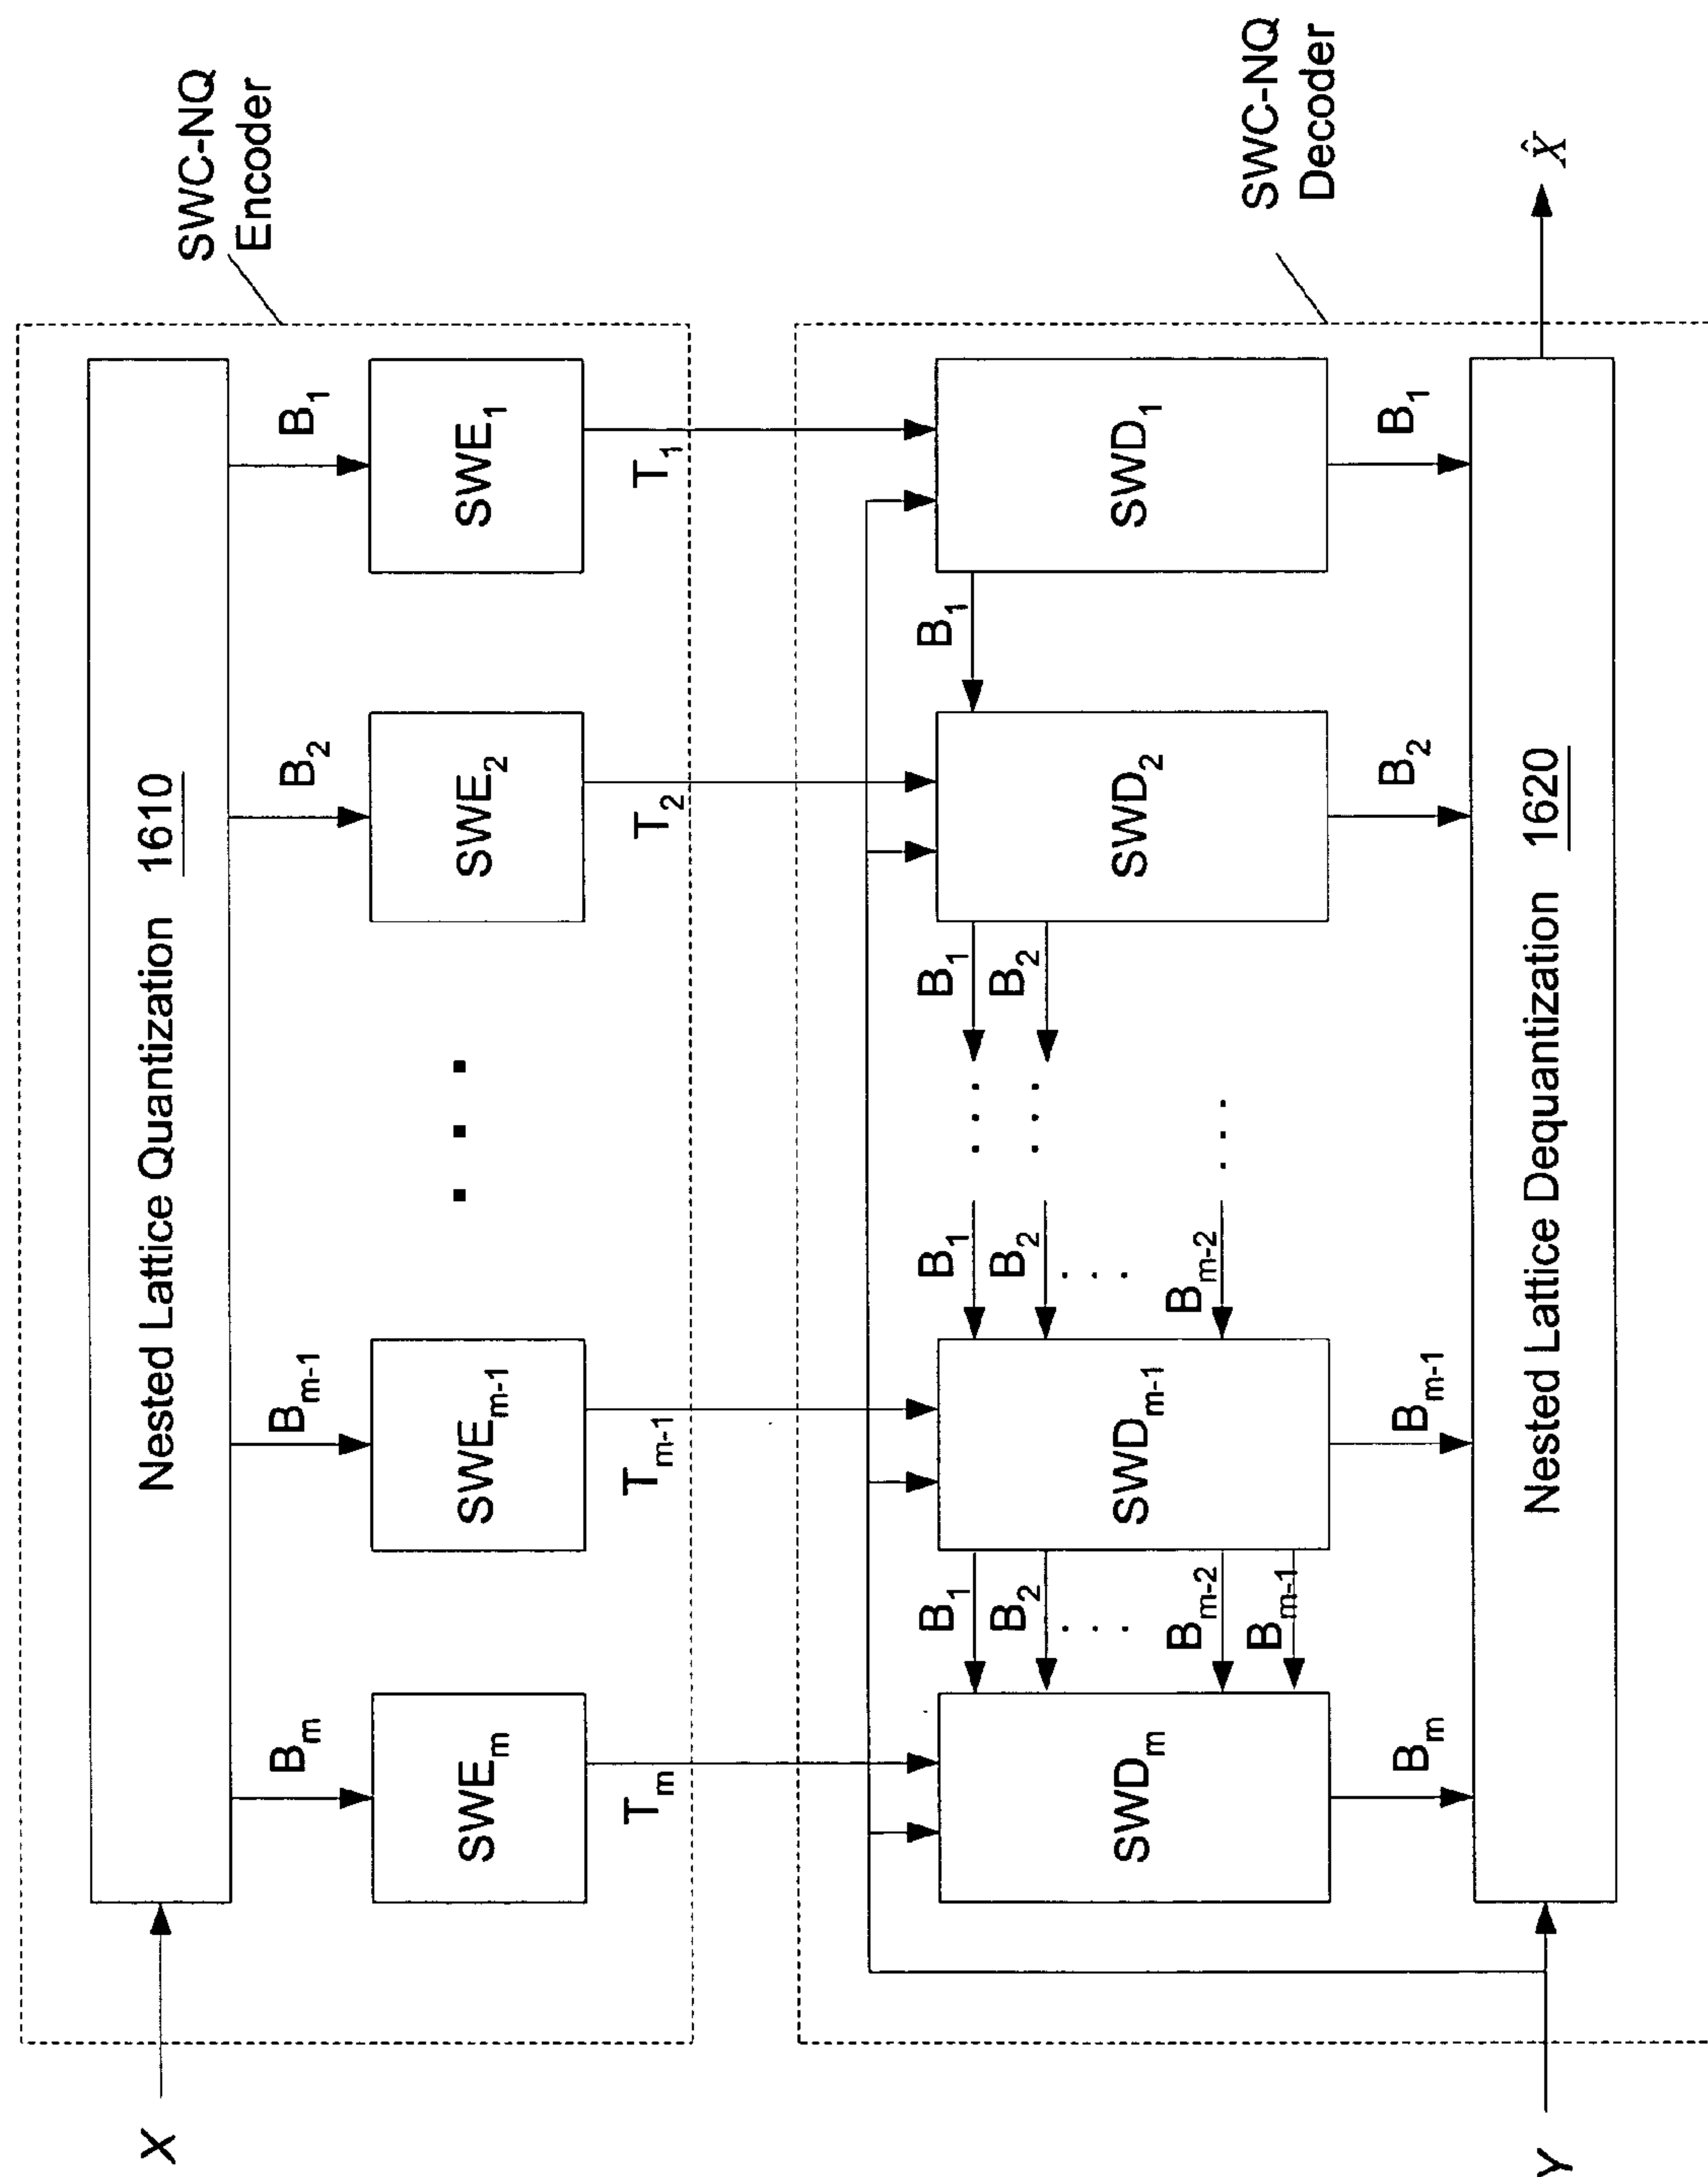 SWC-NQ
Encoder
X
Nested Lattice Quantization 1610
Bₘ
Bₘ₋₁
B₂
B₁
SWEₘ
SWEₘ₋₁
. . .
SWE₂
SWE₁
Tₘ
Tₘ₋₁
T₂
T₁
SWC-NQ
Decoder
SWDₘ
SWDₘ₋₁
SWD₂
SWD₁
B₁
B₂
. . .
Bₘ₋₂
Bₘ₋₁
B₁
B₂
. . .
Bₘ₋₂
. . .
. . .
. . .
B₁
B₂
B₁
Bₘ
Bₘ₋₁
B₂
B₁
Y
Nested Lattice Dequantization 1620
X̂